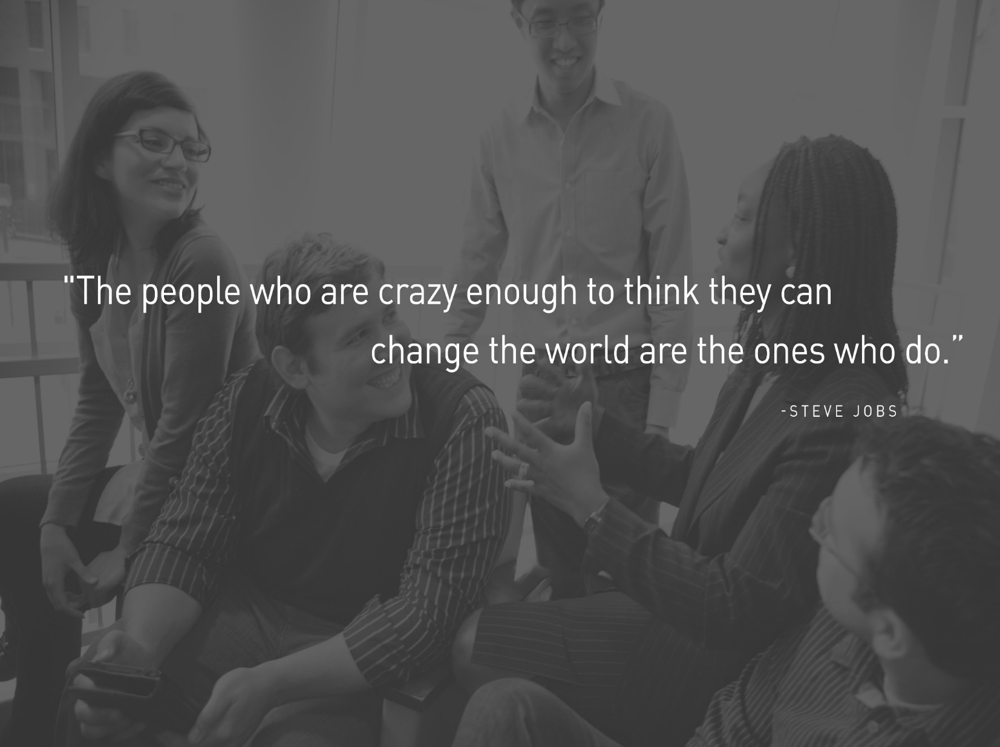 "The people who are crazy enough to think they can
change the world are the ones who do.”
-STEVE JOBS